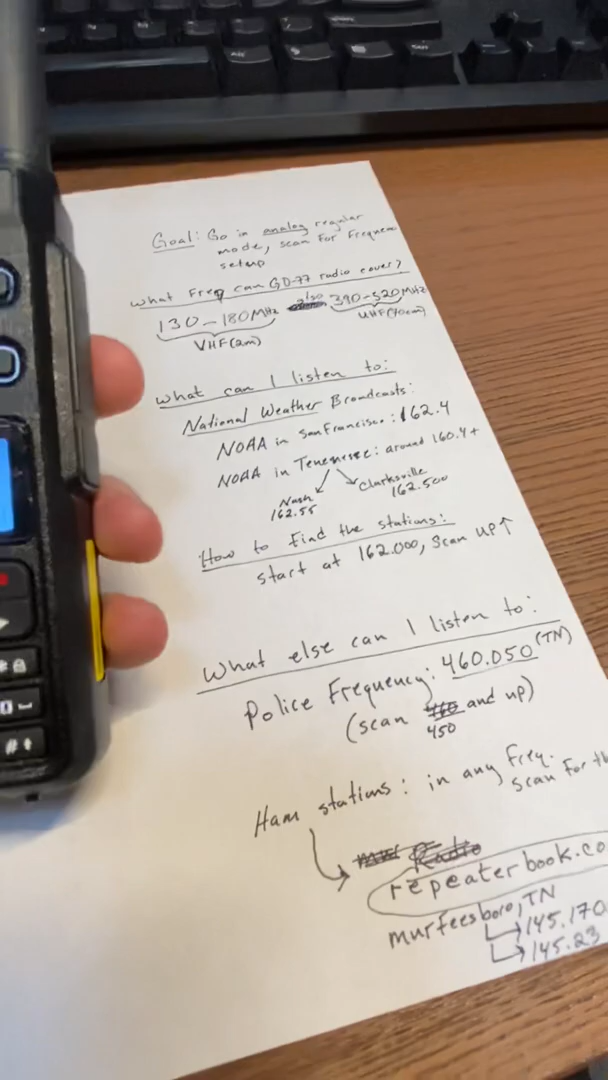 Goal: Go in analog regular
mode, scan for frequen
setup
What Freq can GD-77 radio cover?
130-180MHz also 390-520MHz
VHF(2m) UHF(70cm)
What can I listen to:
National Weather Broadcasts:
NOAA in San Francisco: 162.4
NOAA in Tenenesee: around 160.4+
Nash Clarksville
162.55 162.500
How to Find the stations:
start at 162.000, scan up↑
What else can I listen to:
Police Frequency: 460.050 (TN)
(scan 460 and up)
450
Ham stations: in any freq.
scan for th
Radio
repeaterbook.co
murfeesboro, TN
145.170
145.23